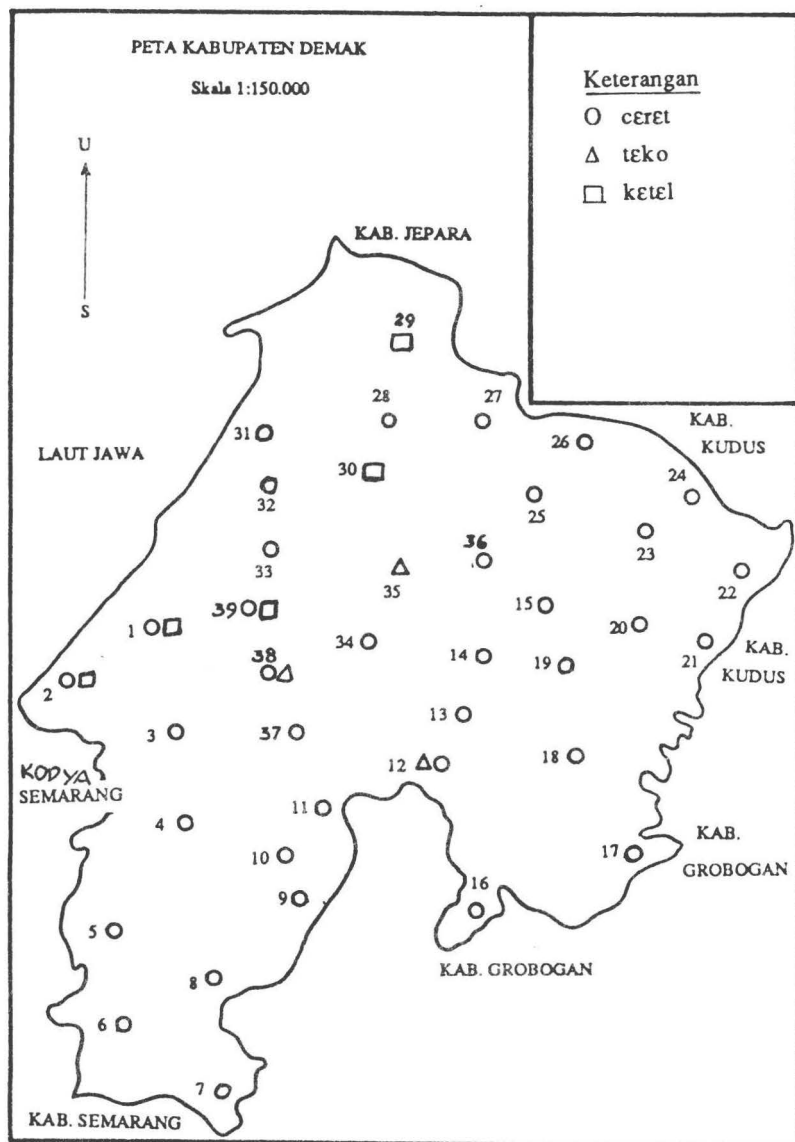 PETA KABUPATEN DEMAK
Skala 1:150.000
Keterangan
cɛrɛt
tɛko
kɛtɛl
U
S
KAB. JEPARA
29
28
27
31
LAUT JAWA
26
KAB.
KUDUS
30
24
32
25
23
36
33
35
22
39
15
1
20
34
14
21
KAB.
KUDUS
38
19
2
13
3
37
18
12
KODYA
SEMARANG
11
4
KAB.
GROBOGAN
10
17
9
16
5
KAB. GROBOGAN
8
6
7
KAB. SEMARANG